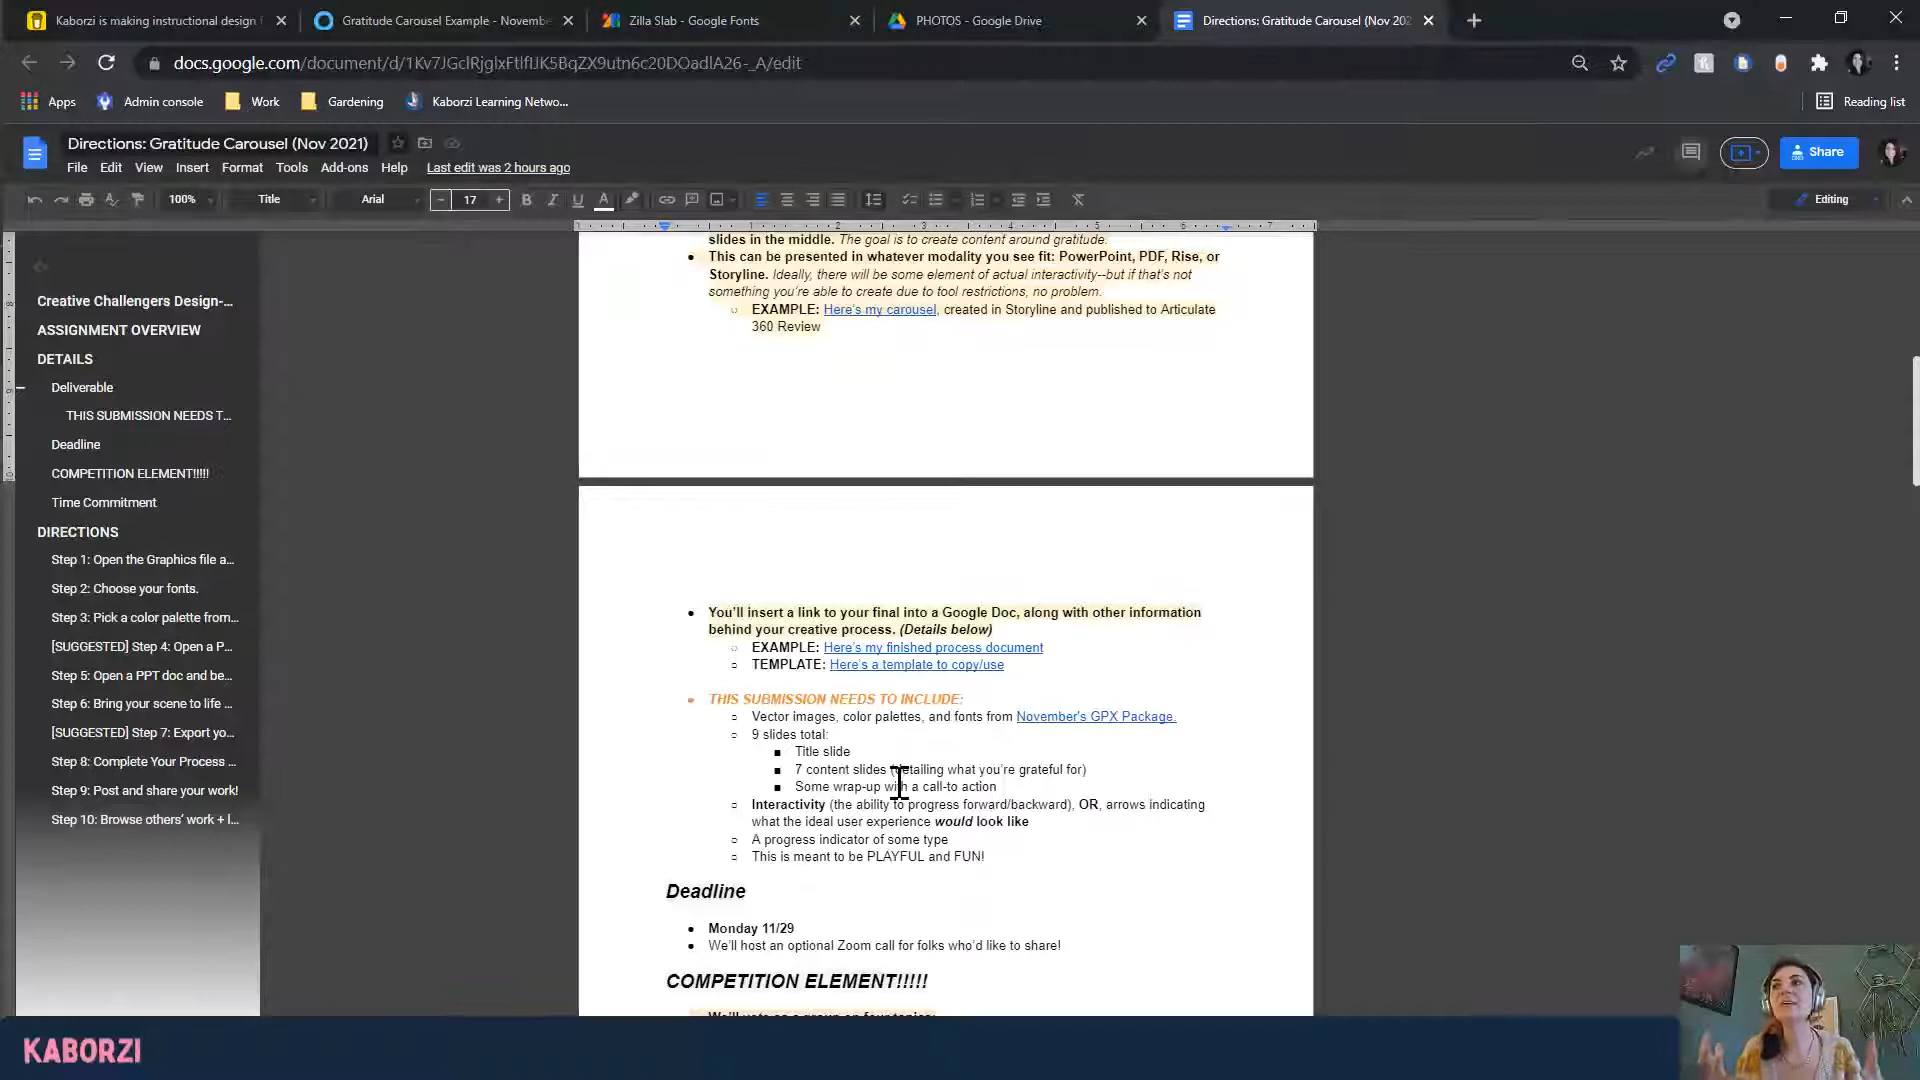 Kaborzi is making instructional design f
Gratitude Carousel Example - Novembe
Zilla Slab - Google Fonts
PHOTOS - Google Drive
Directions: Gratitude Carousel (Nov 202
docs.google.com/document/d/1Kv7JGclRjglxFtlflJK5BqZX9utn6c20DOadlA26-_A/edit
Apps
Admin console
Work
Gardening
Kaborzi Learning Netwo...
Reading list
Directions: Gratitude Carousel (Nov 2021)
File Edit View Insert Format Tools Add-ons Help Last edit was 2 hours ago
Share
100% Title Arial 17 Editing
Creative Challengers Design-...
ASSIGNMENT OVERVIEW
DETAILS
Deliverable
THIS SUBMISSION NEEDS T...
Deadline
COMPETITION ELEMENT!!!!!
Time Commitment
DIRECTIONS
Step 1: Open the Graphics file a...
Step 2: Choose your fonts.
Step 3: Pick a color palette from...
[SUGGESTED] Step 4: Open a P...
Step 5: Open a PPT doc and be...
Step 6: Bring your scene to life ...
[SUGGESTED] Step 7: Export yo...
Step 8: Complete Your Process ...
Step 9: Post and share your work!
Step 10: Browse others' work + l...
slides in the middle. The goal is to create content around gratitude.
This can be presented in whatever modality you see fit: PowerPoint, PDF, Rise, or
Storyline. Ideally, there will be some element of actual interactivity--but if that's not
something you're able to create due to tool restrictions, no problem.
EXAMPLE: Here's my carousel, created in Storyline and published to Articulate
360 Review
You'll insert a link to your final into a Google Doc, along with other information
behind your creative process. (Details below)
EXAMPLE: Here's my finished process document
TEMPLATE: Here's a template to copy/use
THIS SUBMISSION NEEDS TO INCLUDE:
Vector images, color palettes, and fonts from November's GPX Package.
9 slides total:
Title slide
7 content slides (detailing what you're grateful for)
Some wrap-up with a call-to action
Interactivity (the ability to progress forward/backward), OR, arrows indicating
what the ideal user experience would look like
A progress indicator of some type
This is meant to be PLAYFUL and FUN!
Deadline
Monday 11/29
We'll host an optional Zoom call for folks who'd like to share!
COMPETITION ELEMENT!!!!!
We'll vote as a group on four topics:
KABORZI